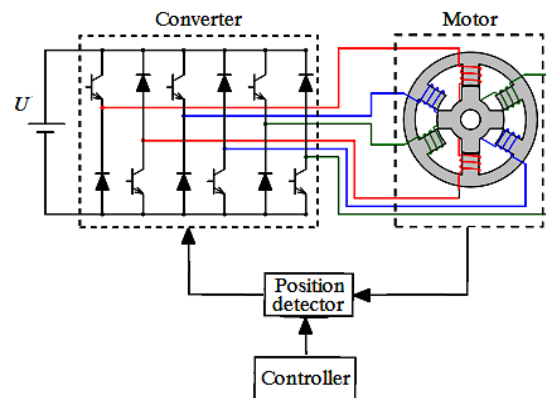 Converter
Motor
U
Position
detector
Controller